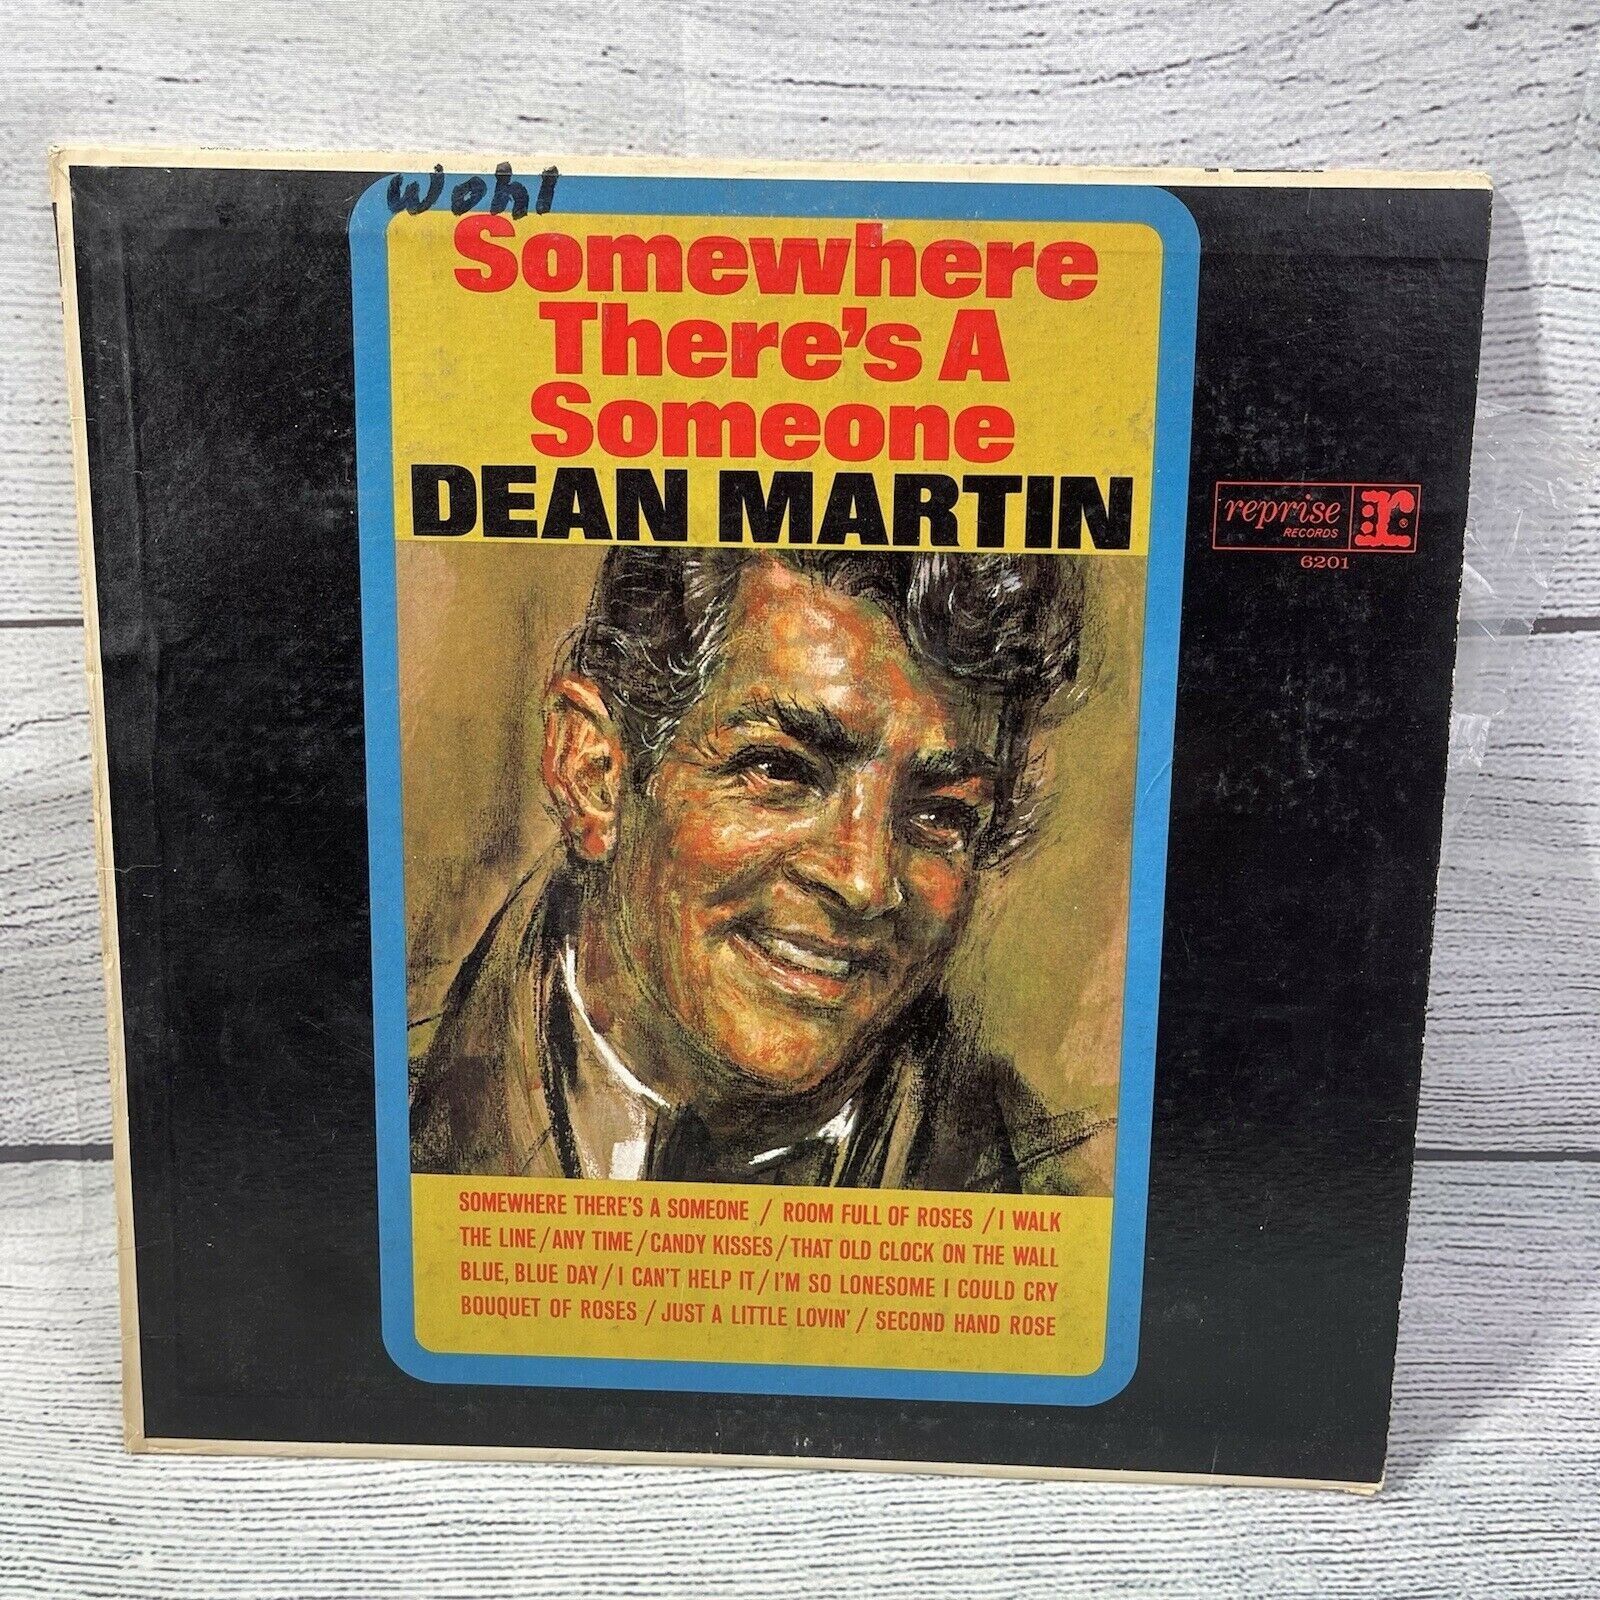 Wohl
Somewhere
There's A
Someone
DEAN MARTIN
reprise
RECORDS
r®
6201
SOMEWHERE THERE'S A SOMEONE / ROOM FULL OF ROSES / I WALK
THE LINE / ANY TIME / CANDY KISSES / THAT OLD CLOCK ON THE WALL
BLUE, BLUE DAY / I CAN'T HELP IT / I'M SO LONESOME I COULD CRY
BOUQUET OF ROSES / JUST A LITTLE LOVIN' / SECOND HAND ROSE